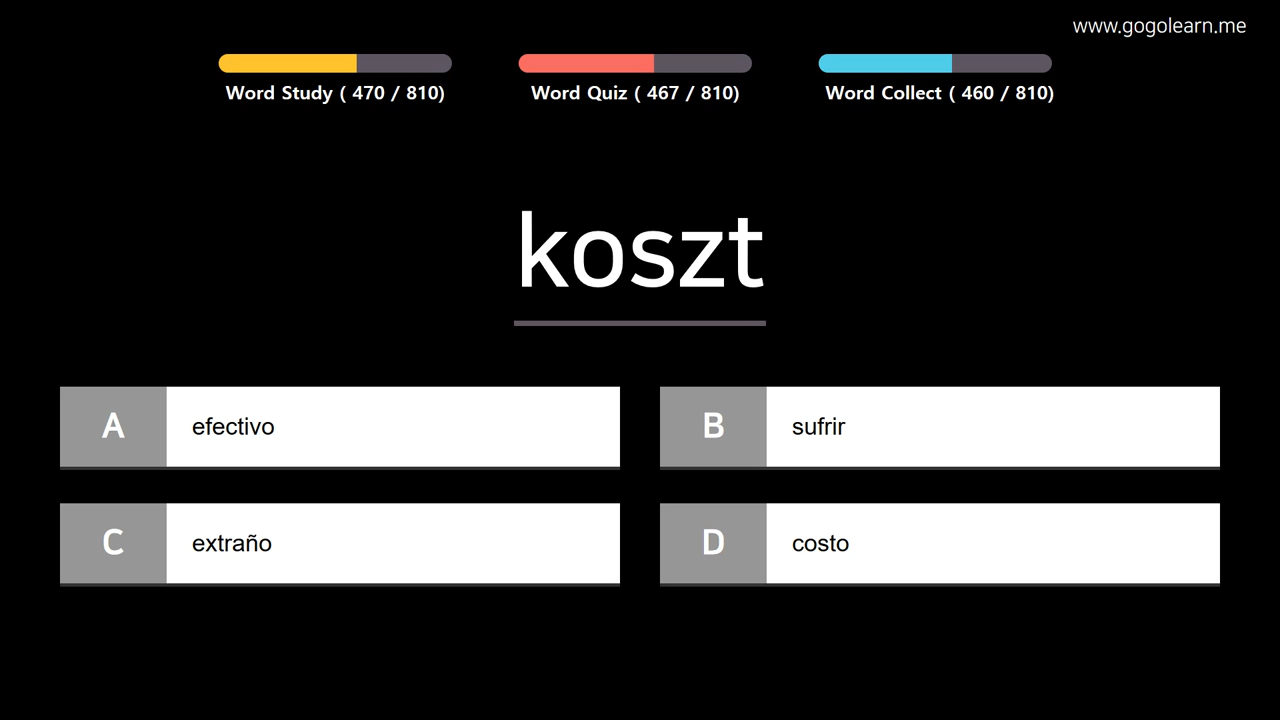 www.gogolearn.me
Word Study ( 470 / 810)
Word Quiz ( 467 / 810)
Word Collect ( 460 / 810)
koszt
A efectivo
B sufrir
C extraño
D costo